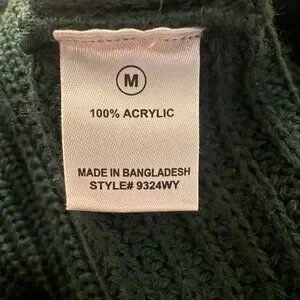 M
100% ACRYLIC
MADE IN BANGLADESH
STYLE# 9324WY